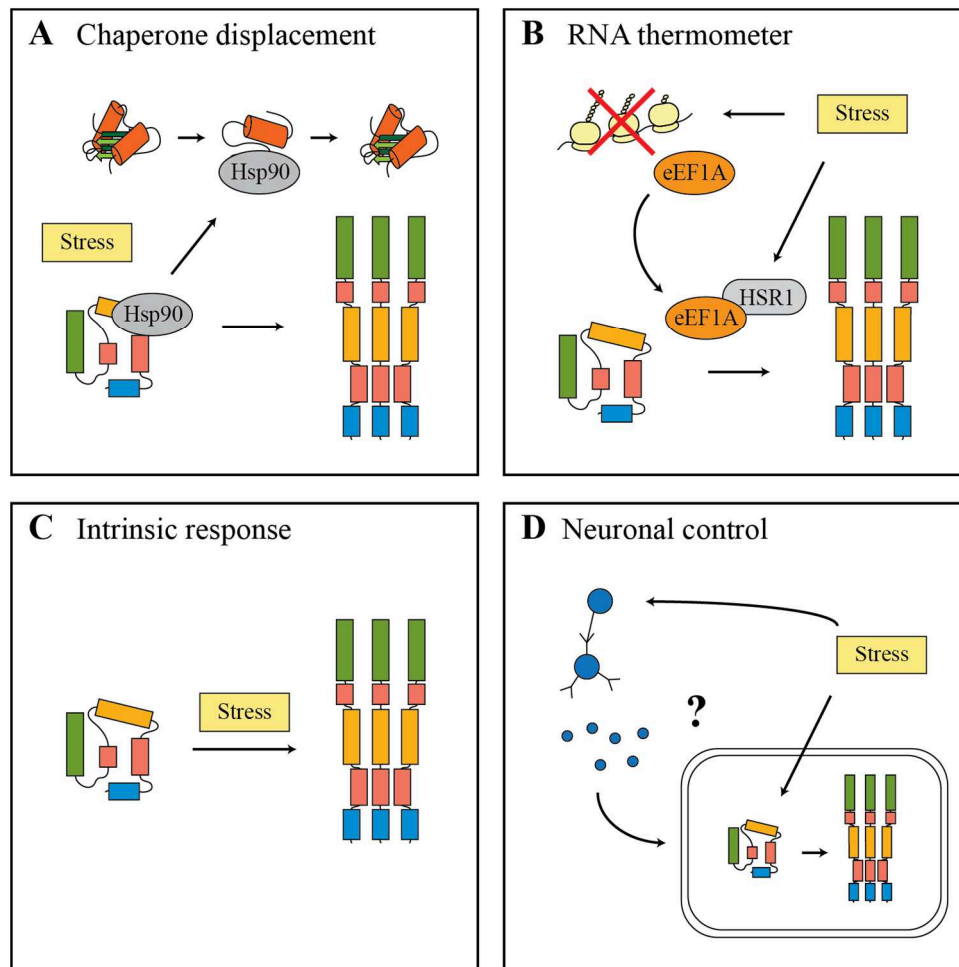 A Chaperone displacement
Hsp90
Stress
Hsp90
B RNA thermometer
Stress
eEF1A
HSR1
eEF1A
C Intrinsic response
Stress
D Neuronal control
Stress
?